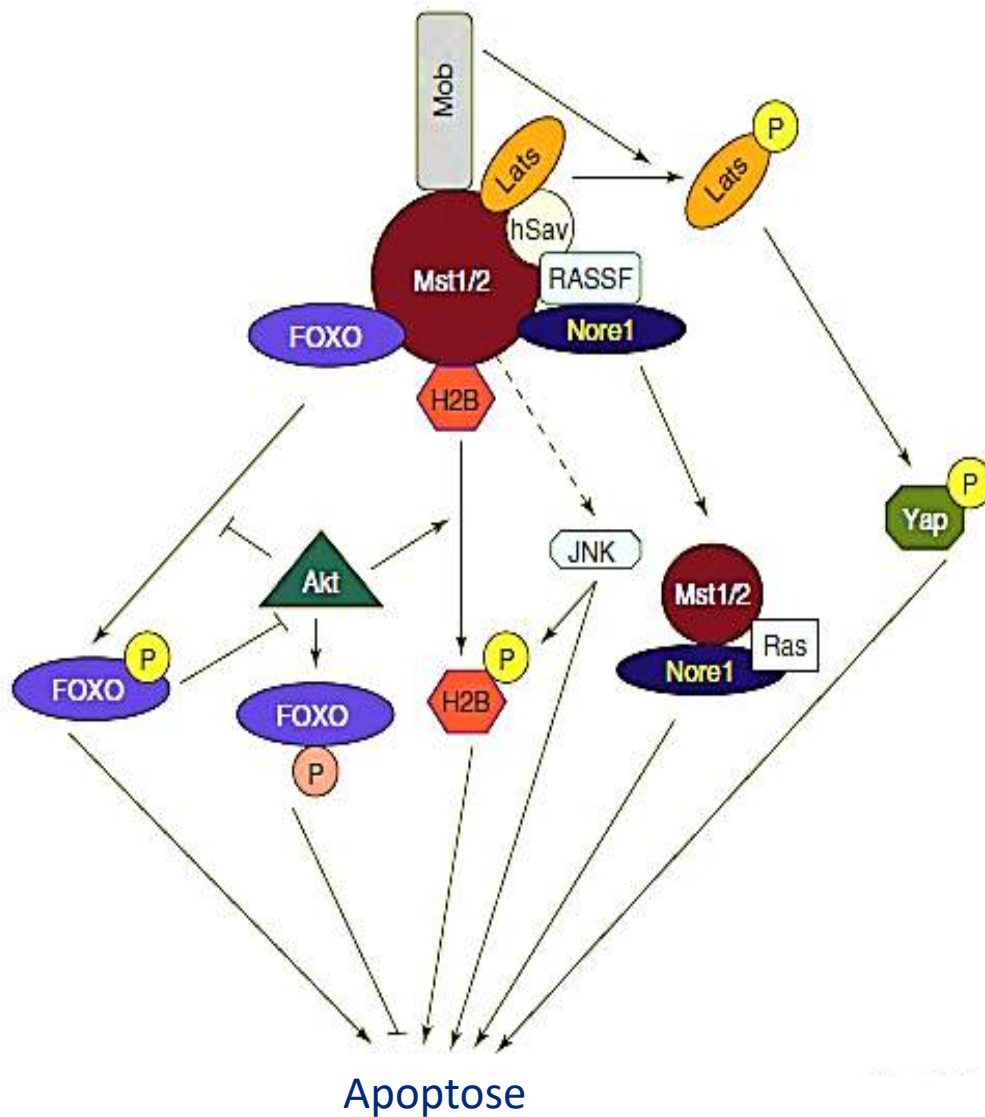 Mob
Lats
P
Lats
hSav
Mst1/2
RASSF
FOXO
Nore1
H2B
P
Yap
JNK
Akt
Mst1/2
P
P
Ras
FOXO
Nore1
H2B
FOXO
P
Apoptose